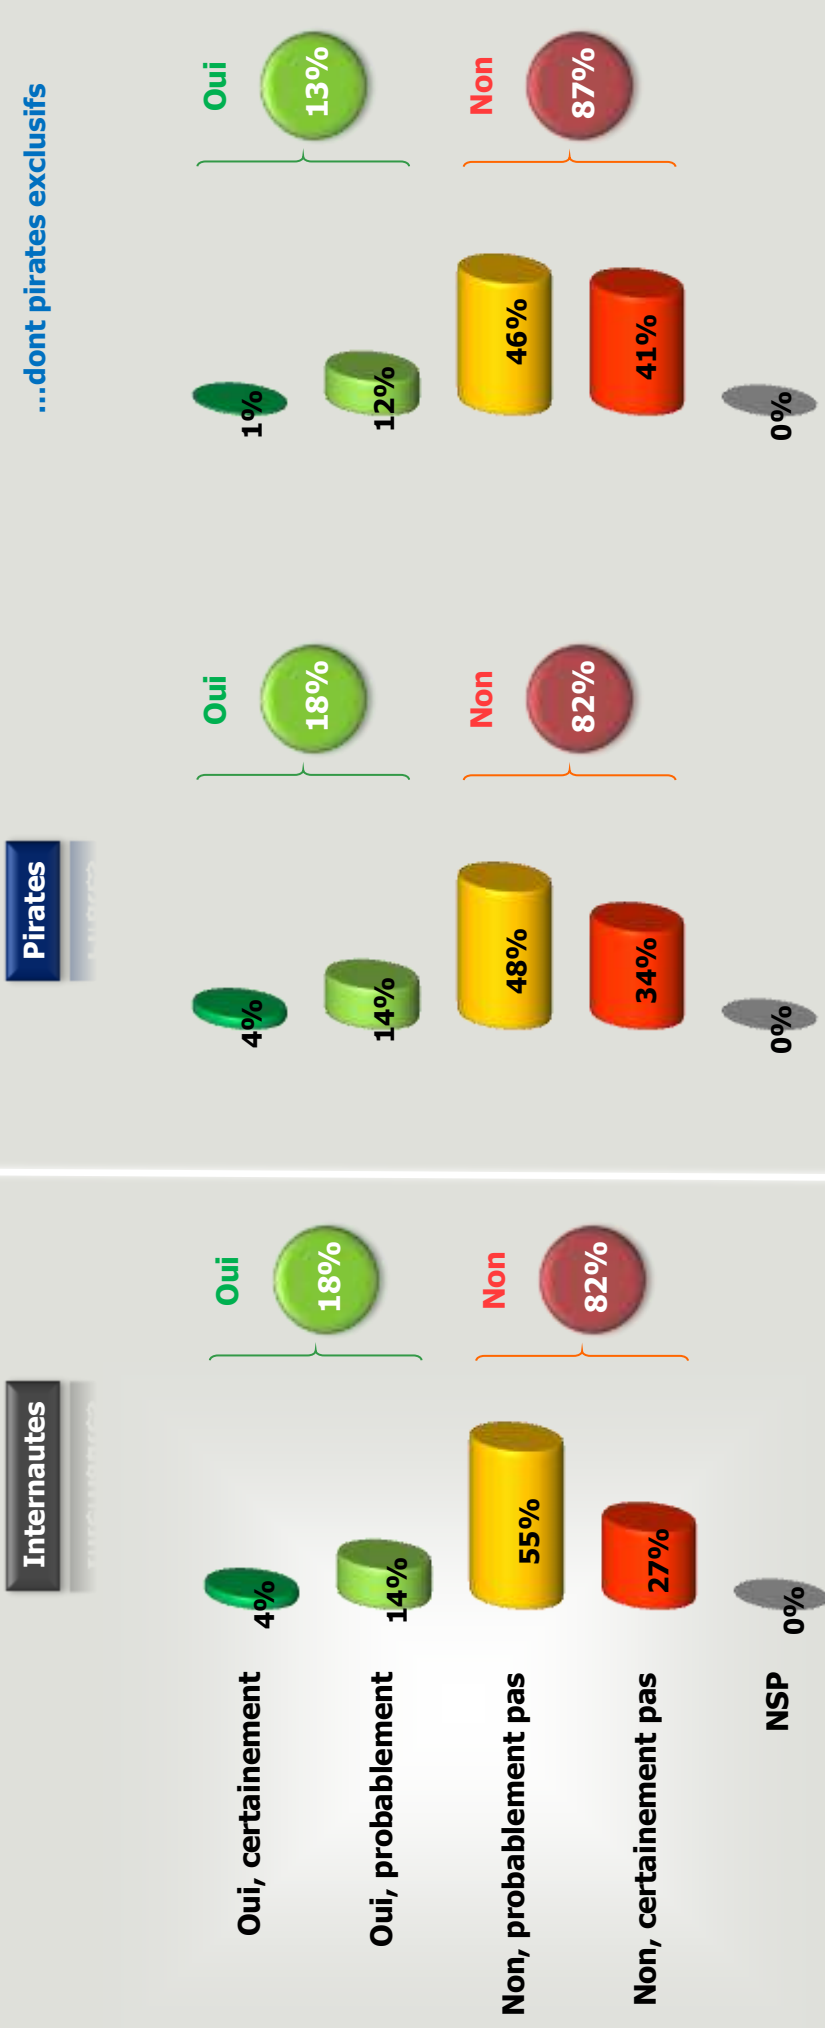 Internautes
Pirates
...dont pirates exclusifs
Oui, certainement
4%
4%
1%
Oui, probablement
14%
14%
12%
Oui
18%
Oui
18%
Oui
13%
Non, probablement pas
55%
48%
46%
Non, certainement pas
27%
34%
41%
Non
82%
Non
82%
Non
87%
NSP
0%
0%
0%